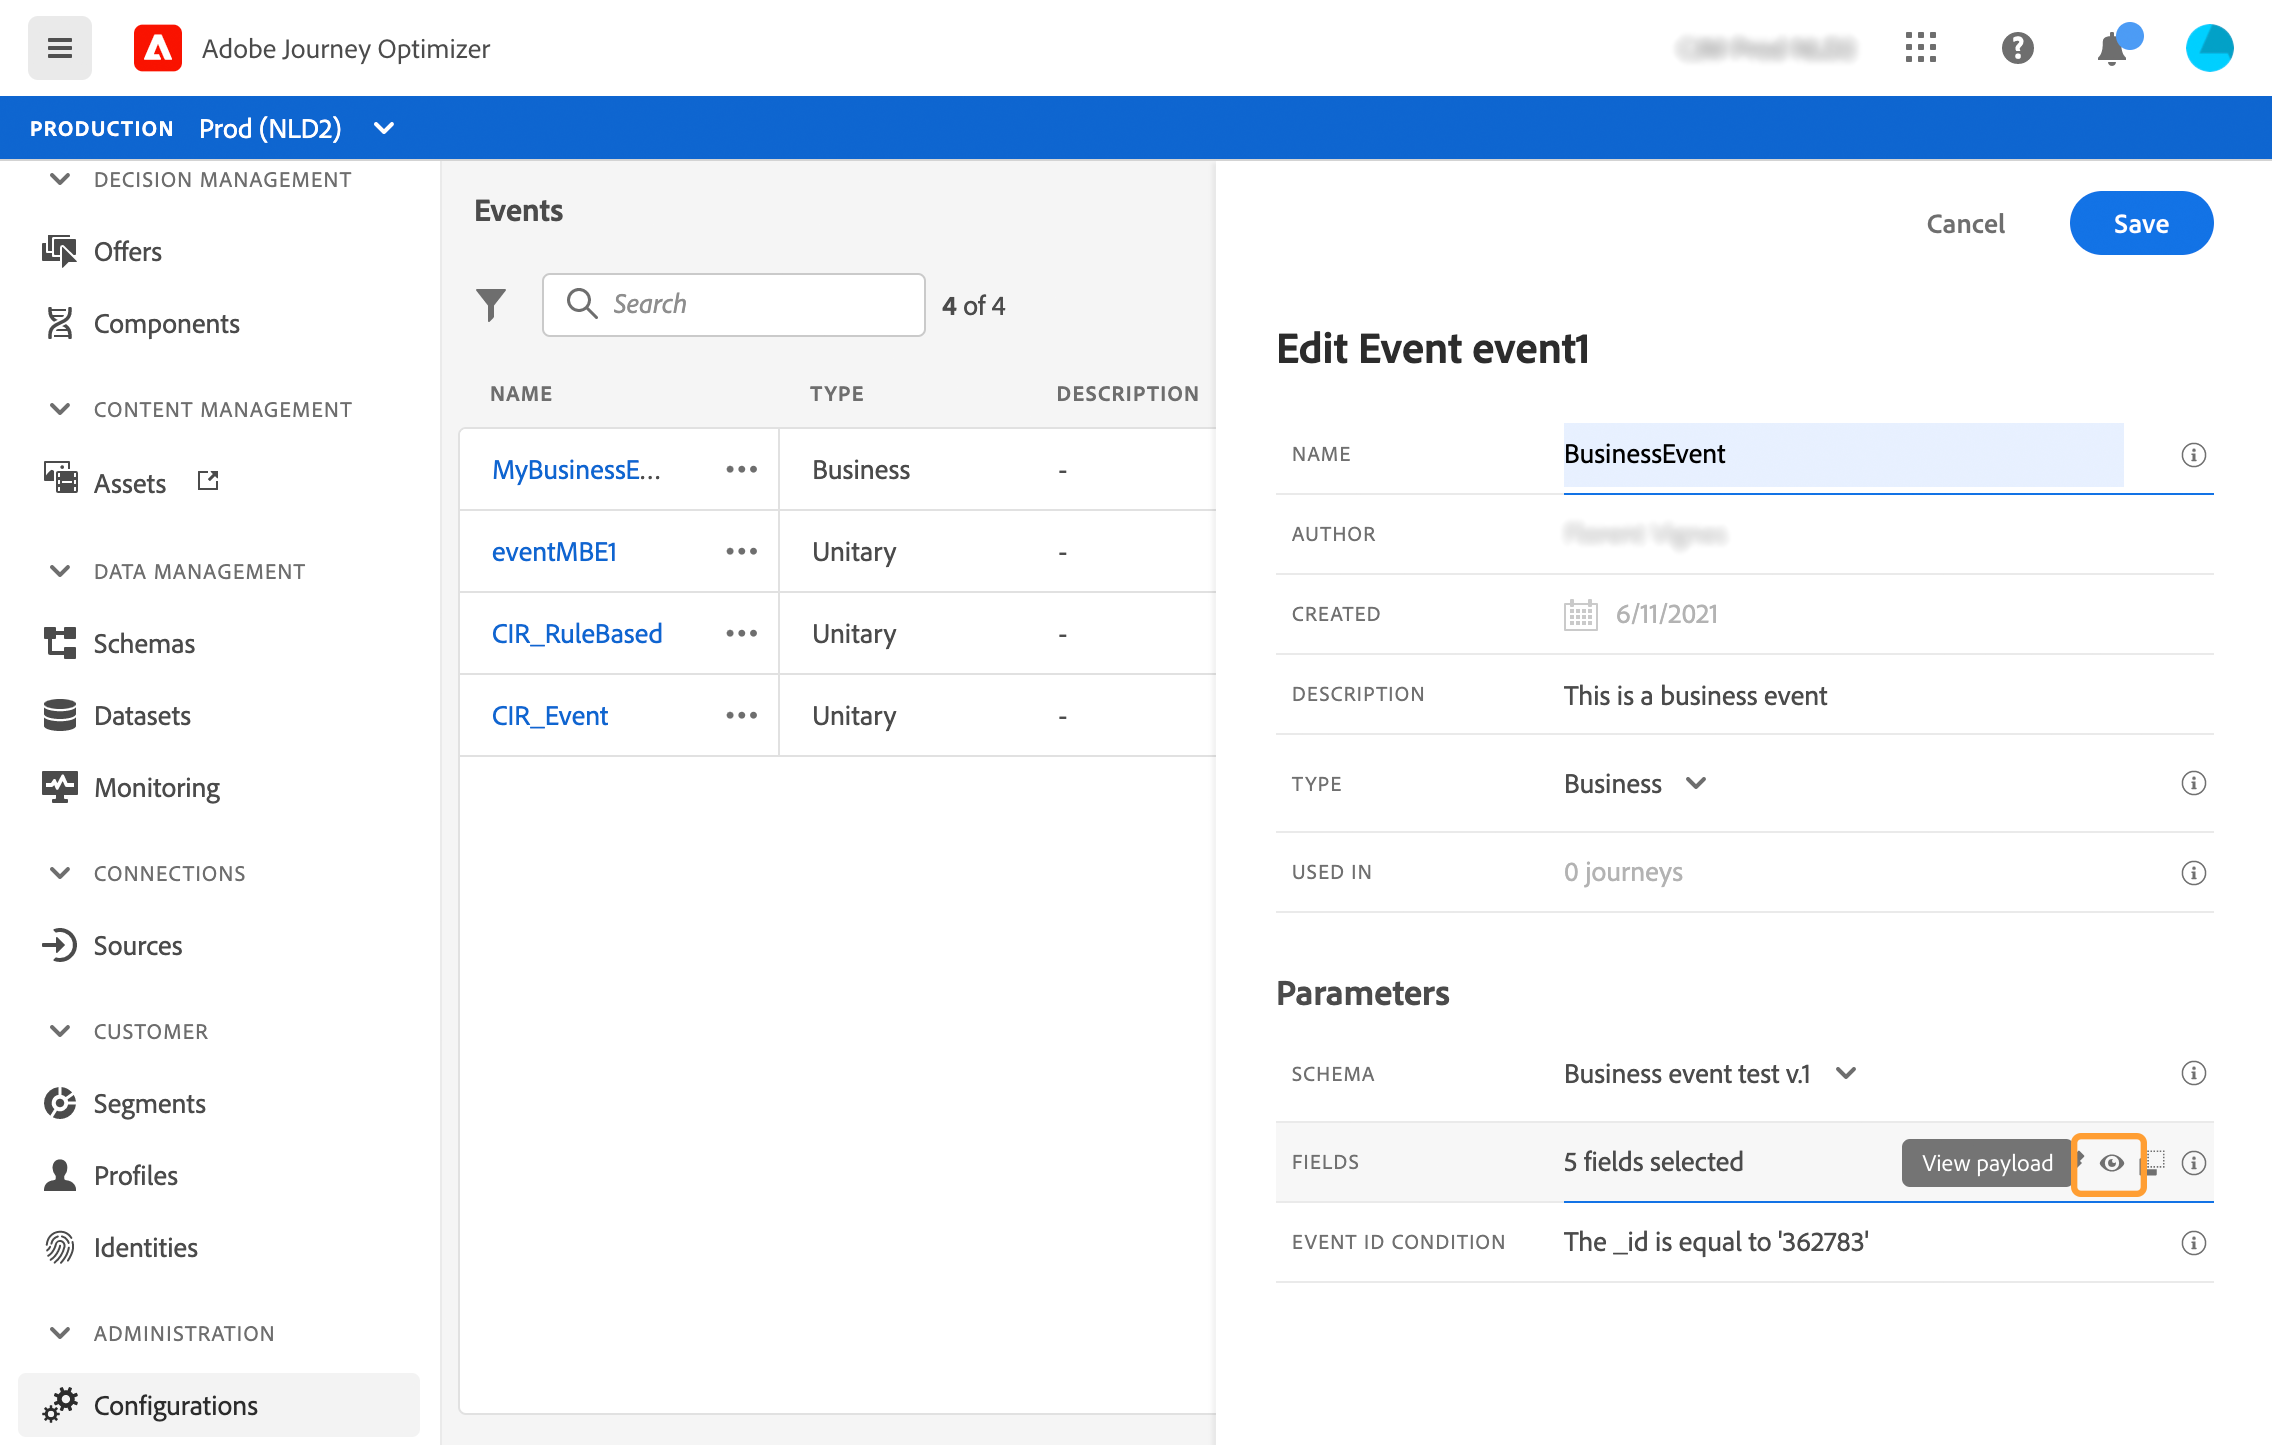 Adobe Journey Optimizer
PRODUCTION Prod (NLD2)
DECISION MANAGEMENT
Offers
Components
CONTENT MANAGEMENT
Assets
DATA MANAGEMENT
Schemas
Datasets
Monitoring
CONNECTIONS
Sources
CUSTOMER
Segments
Profiles
Identities
ADMINISTRATION
Configurations
Events
Search
4 of 4
NAME TYPE DESCRIPTION
MyBusinessE... Business -
eventMBE1 Unitary -
CIR_RuleBased Unitary -
CIR_Event Unitary -
Cancel Save
Edit Event event1
NAME BusinessEvent
AUTHOR
CREATED 6/11/2021
DESCRIPTION This is a business event
TYPE Business
USED IN 0 journeys
Parameters
SCHEMA Business event test v.1
FIELDS 5 fields selected View payload
EVENT ID CONDITION The _id is equal to '362783'